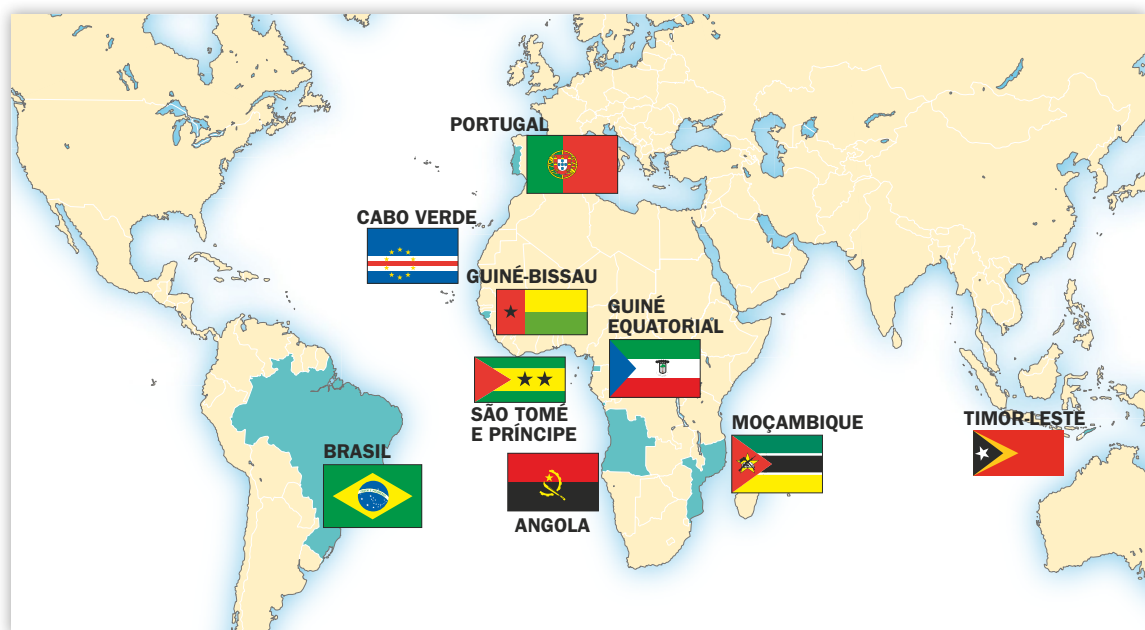 PORTUGAL
CABO VERDE
GUINÉ-BISSAU
GUINÉ
EQUATORIAL
SÃO TOMÉ
E PRÍNCIPE
MOÇAMBIQUE
TIMOR-LESTE
BRASIL
ANGOLA